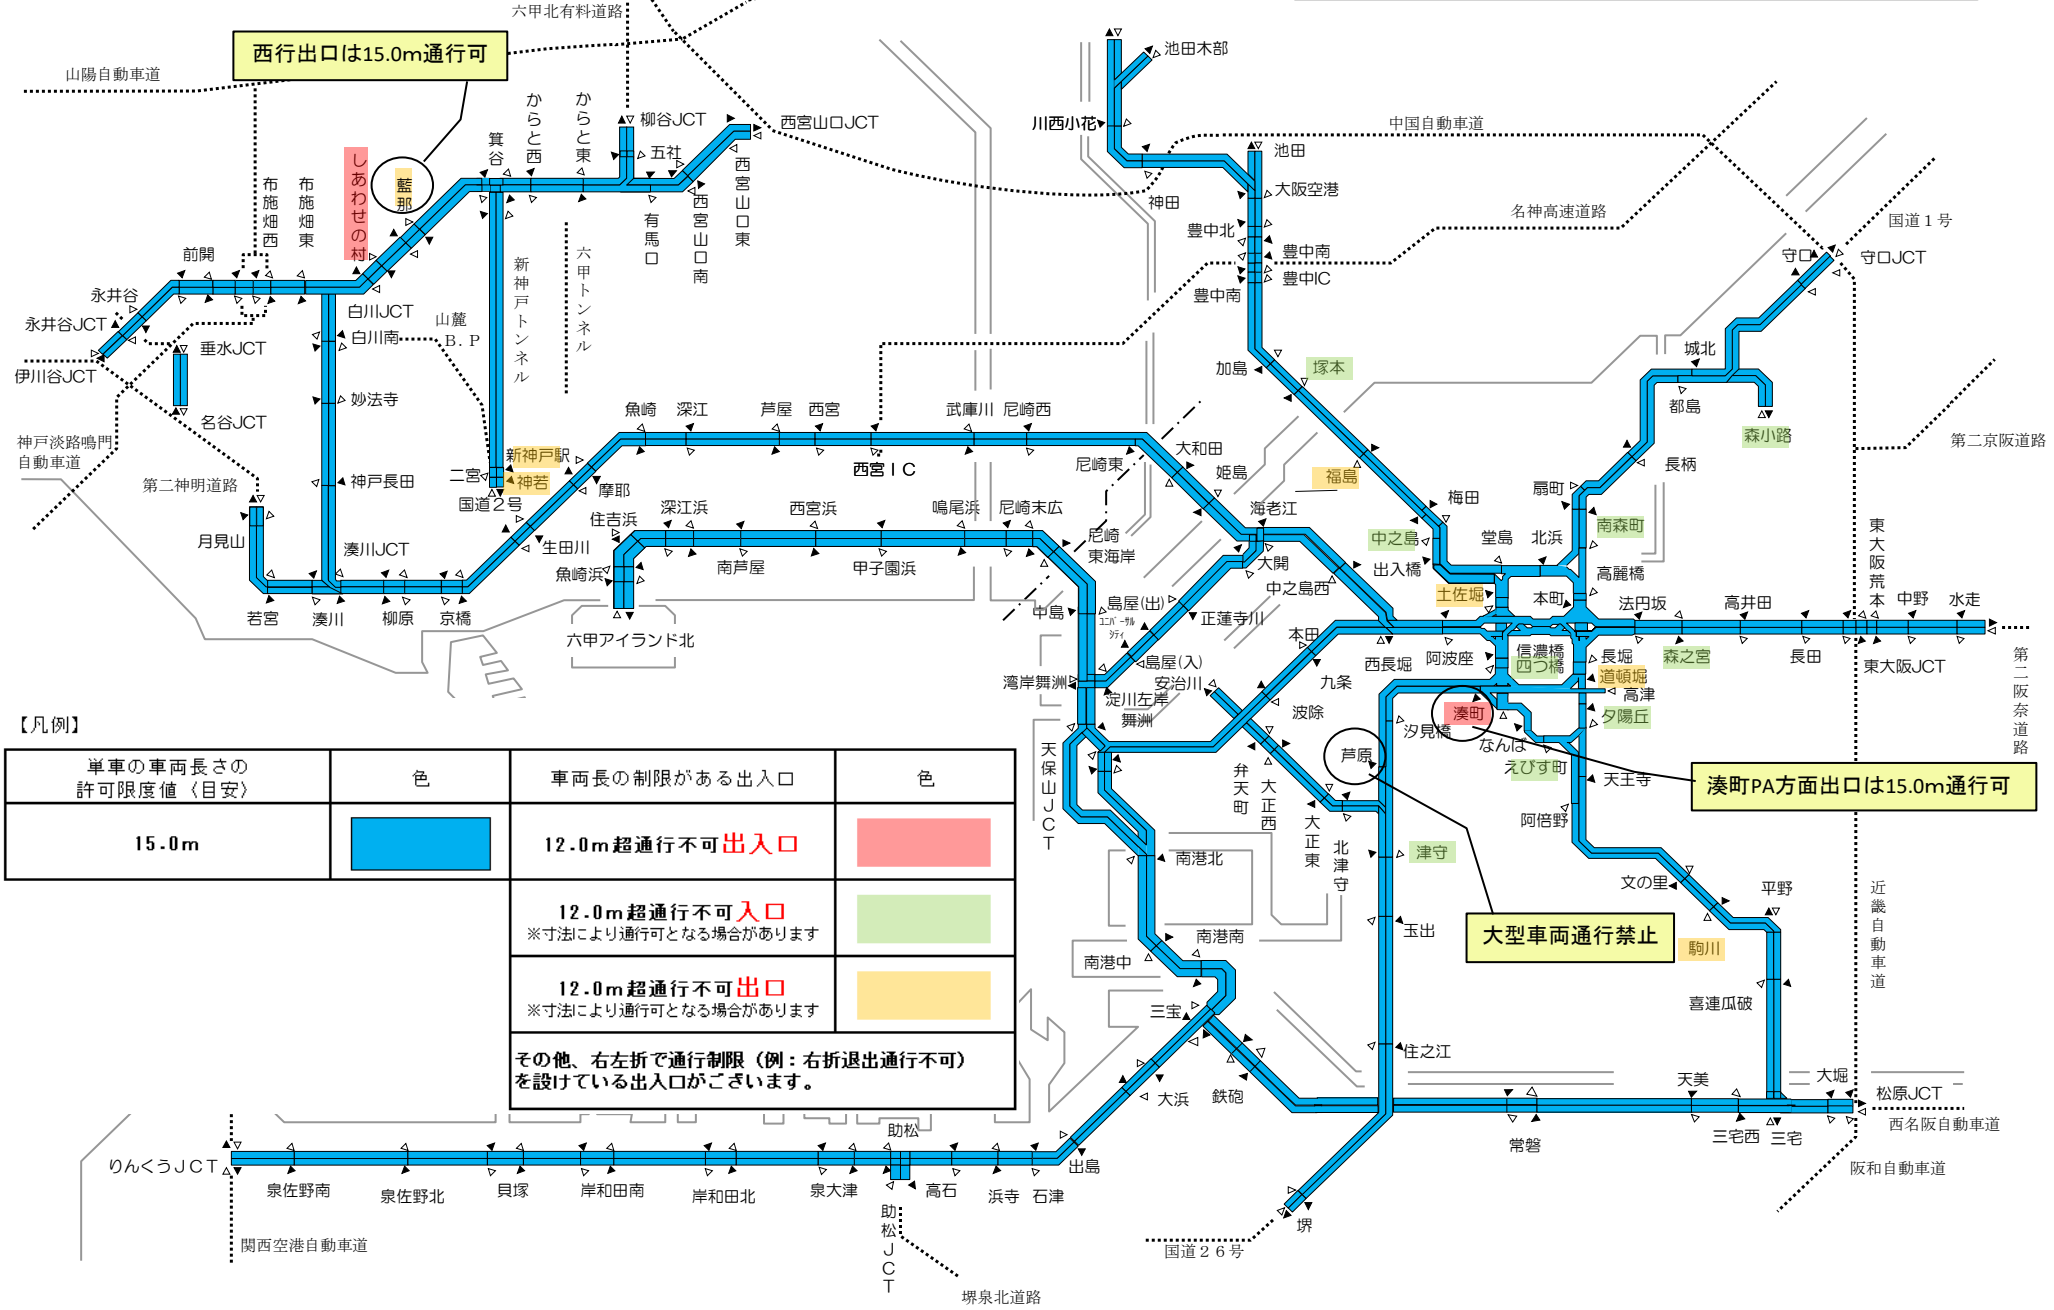 六甲北有料道路
西行出口は15.0m通行可
山陽自動車道
池田木部
からと西
からと東
柳谷JCT
西宮山口JCT
川西小花
中国自動車道
箕谷
五社
池田
しあわせの村
藍那
西宮山口東
布施畑西
布施畑東
大阪空港
神田
西宮山口南
有馬口
名神高速道路
国道1号
豊中北
豊中南
前開
新神戸トンネル
六甲トンネル
守口
守口JCT
豊中IC
豊中南
永井谷
永井谷JCT
白川JCT
山麓
B.P
白川南
垂水JCT
伊川谷JCT
城北
加島
塚本
妙法寺
都島
魚崎
深江
芦屋
西宮
武庫川
尼崎西
名谷JCT
森小路
第二京阪道路
神戸淡路鳴門
自動車道
新神戸駅
西宮IC
尼崎東
大和田
姫島
長柄
二宮
神若
神戸長田
福島
第二神明道路
摩耶
扇町
梅田
国道2号
住吉浜
深江浜
西宮浜
鳴尾浜
尼崎末広
海老江
南森町
東大阪荒本
月見山
湊川JCT
生田川
尼崎
東海岸
中之島
堂島
北浜
魚崎浜
南芦屋
甲子園浜
大開
出入橋
高麗橋
中之島西
若宮
湊川
柳原
京橋
中島
島屋(出)
ユニバーサル
シティ
正蓮寺川
土佐堀
本町
法円坂
高井田
中野
水走
六甲アイランド北
本田
西長堀
阿波座
信濃橋
四つ橋
長堀
森之宮
長田
東大阪JCT
島屋(入)
安治川
九条
道頓堀
第二阪奈道路
湾岸舞洲
淀川左岸
舞洲
波除
高津
湊町
夕陽丘
汐見橋
なんば
【凡例】
天保山JCT
芦原
えびす町
天王寺
湊町PA方面出口は15.0m通行可
単車の車両長さの
許可限度値〈目安〉
色
車両長の制限がある出入口
色
弁天町
大正西
大正東
北津守
阿倍野
15.0m
12.0m超通行不可出入口
南港北
津守
文の里
平野
近畿自動車道
12.0m超通行不可入口
※寸法により通行可となる場合があります
玉出
大型車両通行禁止
南港南
駒川
南港中
12.0m超通行不可出口
※寸法により通行可となる場合があります
三宝
喜連瓜破
その他、右左折で通行制限（例：右折退出通行不可）
を設けている出入口がございます。
住之江
大浜
鉄砲
天美
大堀
松原JCT
西名阪自動車道
助松
常磐
三宅西
三宅
りんくうJCT
出島
阪和自動車道
泉佐野南
泉佐野北
貝塚
岸和田南
岸和田北
泉大津
高石
浜寺
石津
助松JCT
堺
関西空港自動車道
国道26号
堺泉北道路